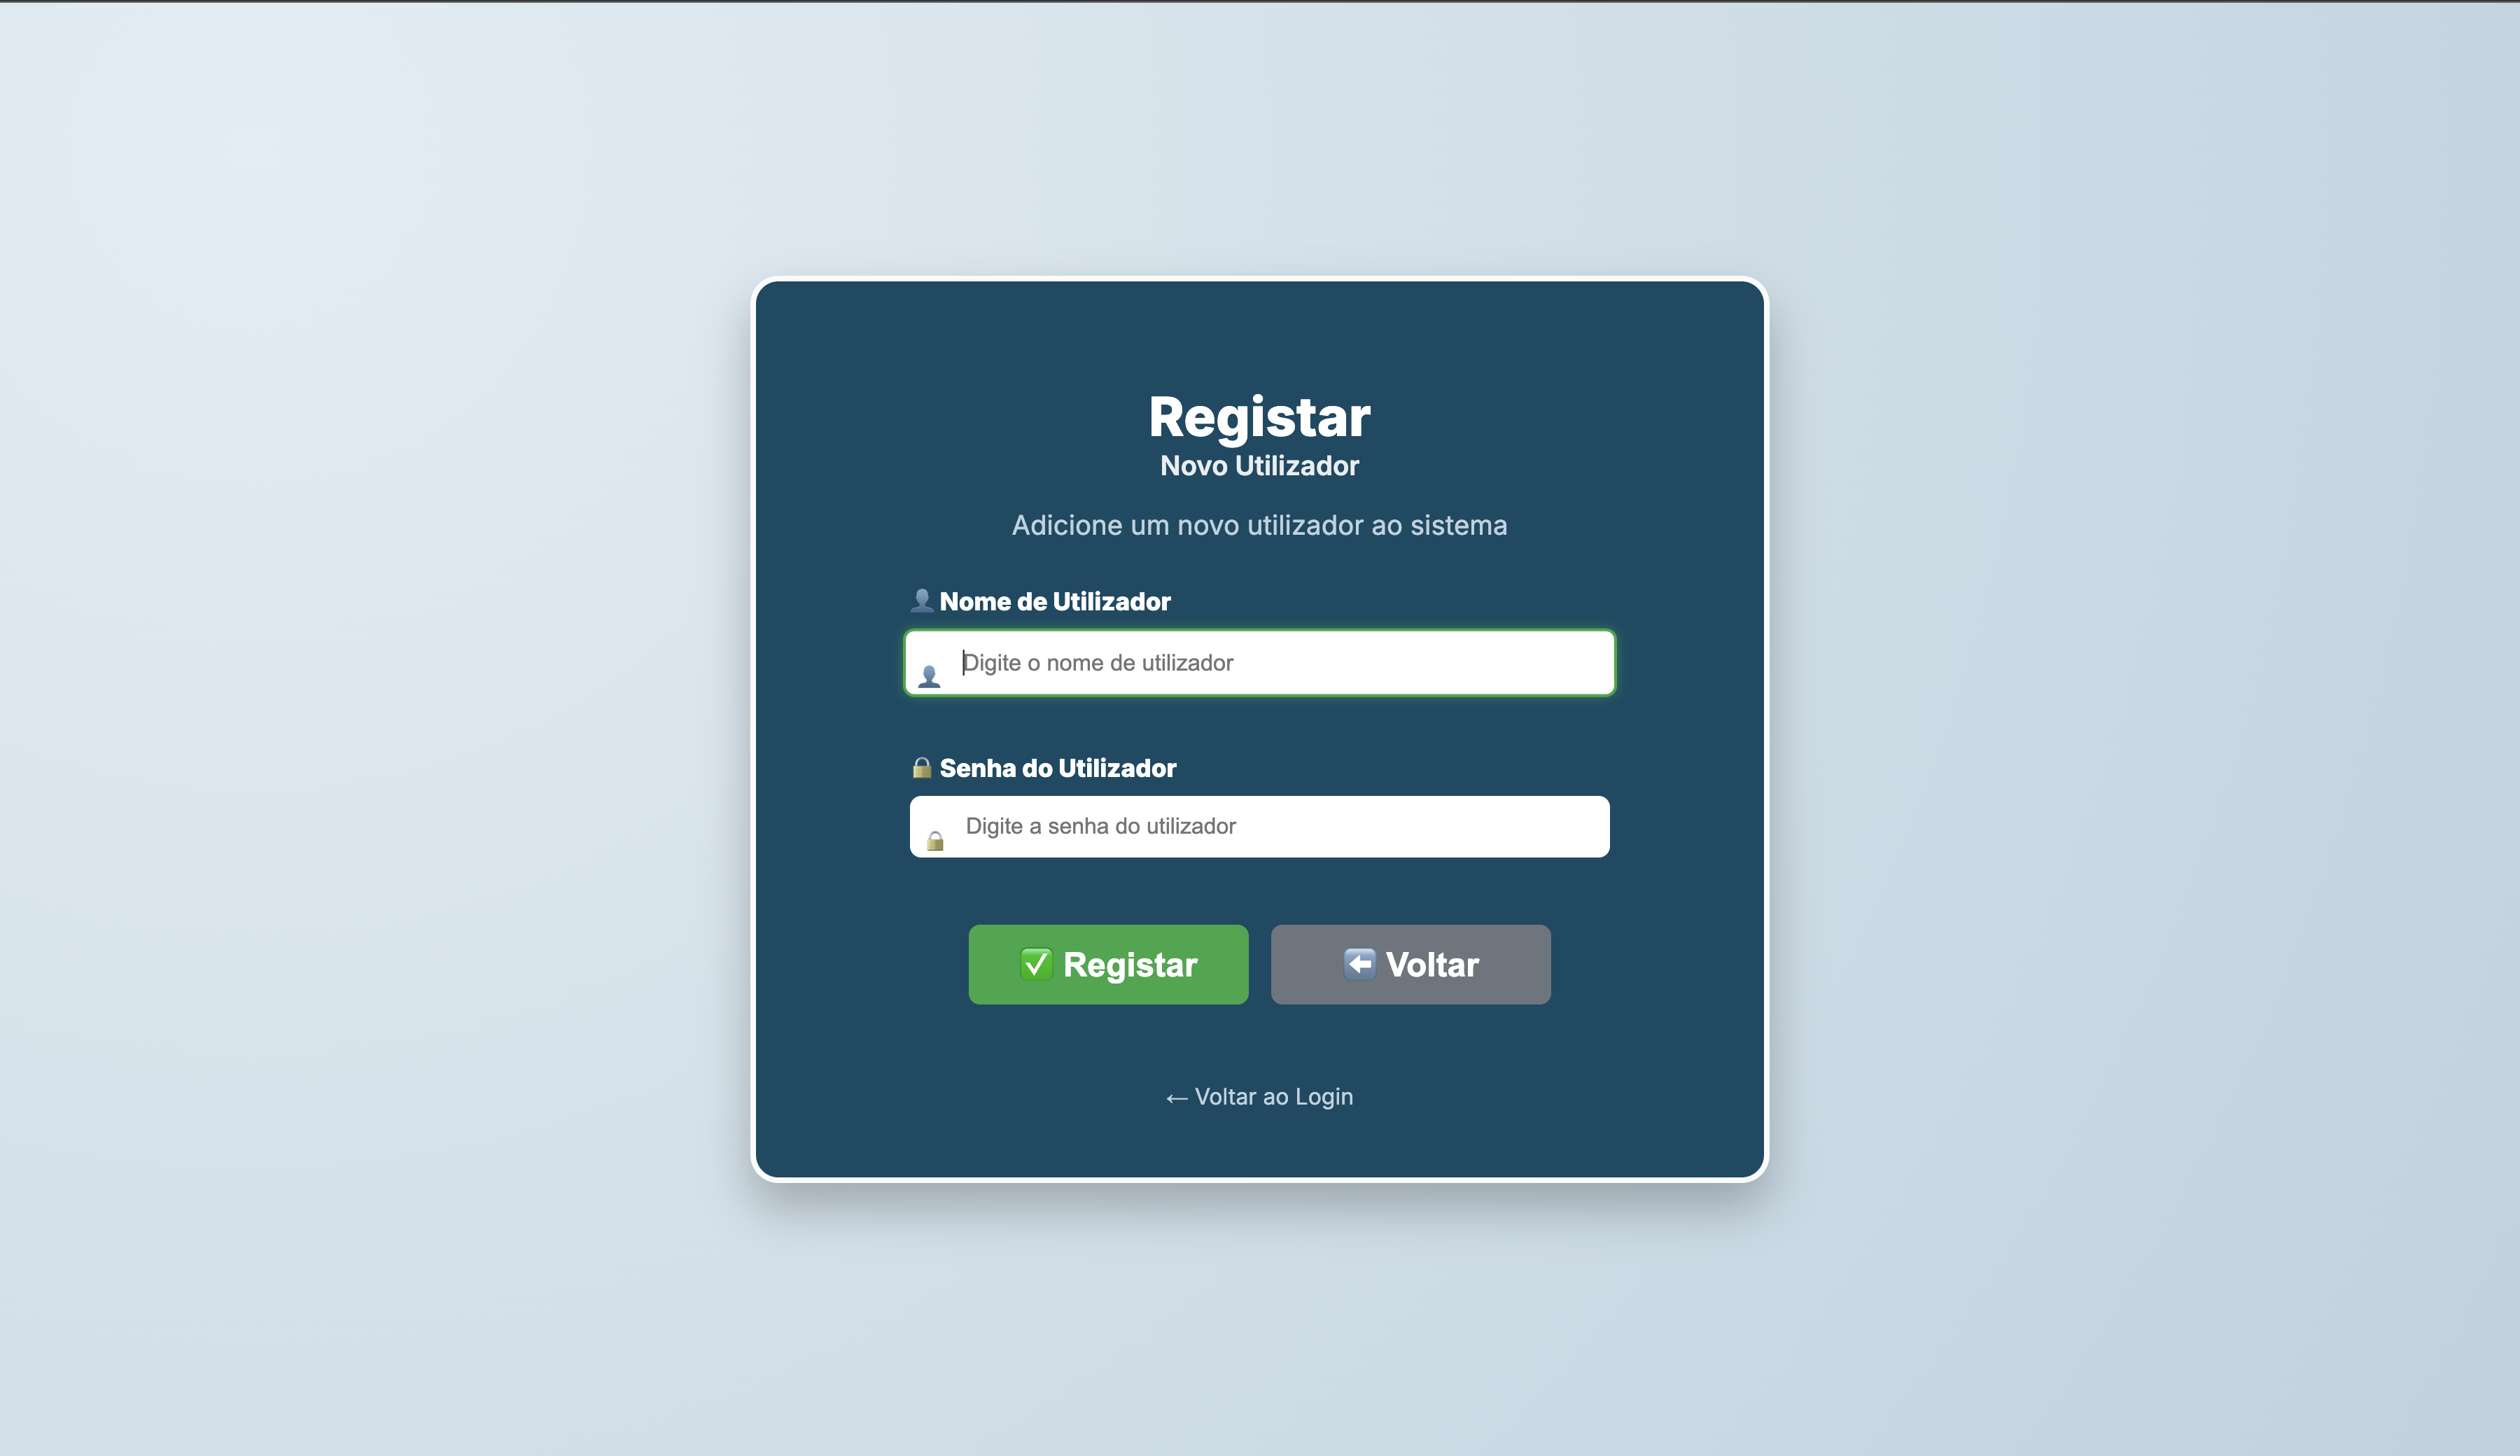 Registar
Novo Utilizador
Adicione um novo utilizador ao sistema
👤 Nome de Utilizador
Digite o nome de utilizador
🔒 Senha do Utilizador
Digite a senha do utilizador
✅ Registar
⬅️ Voltar
← Voltar ao Login